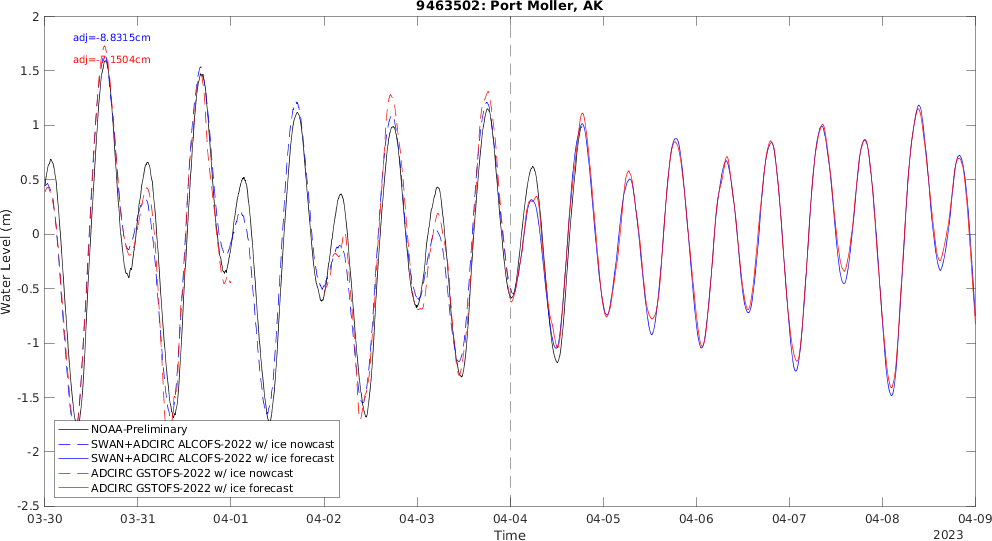 9463502: Port Moller, AK
adj=-8.8315cm
1504cm
Water Level (m)
2
1.5
1
0.5
0
-0.5
-1
-1.5
-2
-2.5
NOAA-Preliminary
SWAN+ADCIRC ALCOFS-2022 w/ ice nowcast
SWAN+ADCIRC ALCOFS-2022 w/ ice forecast
ADCIRC GSTOFS-2022 w/ ice nowcast
ADCIRC GSTOFS-2022 w/ ice forecast
03-30 03-31 04-01 04-02 04-03 04-04 04-05 04-06 04-07 04-08 04-09
Time
2023